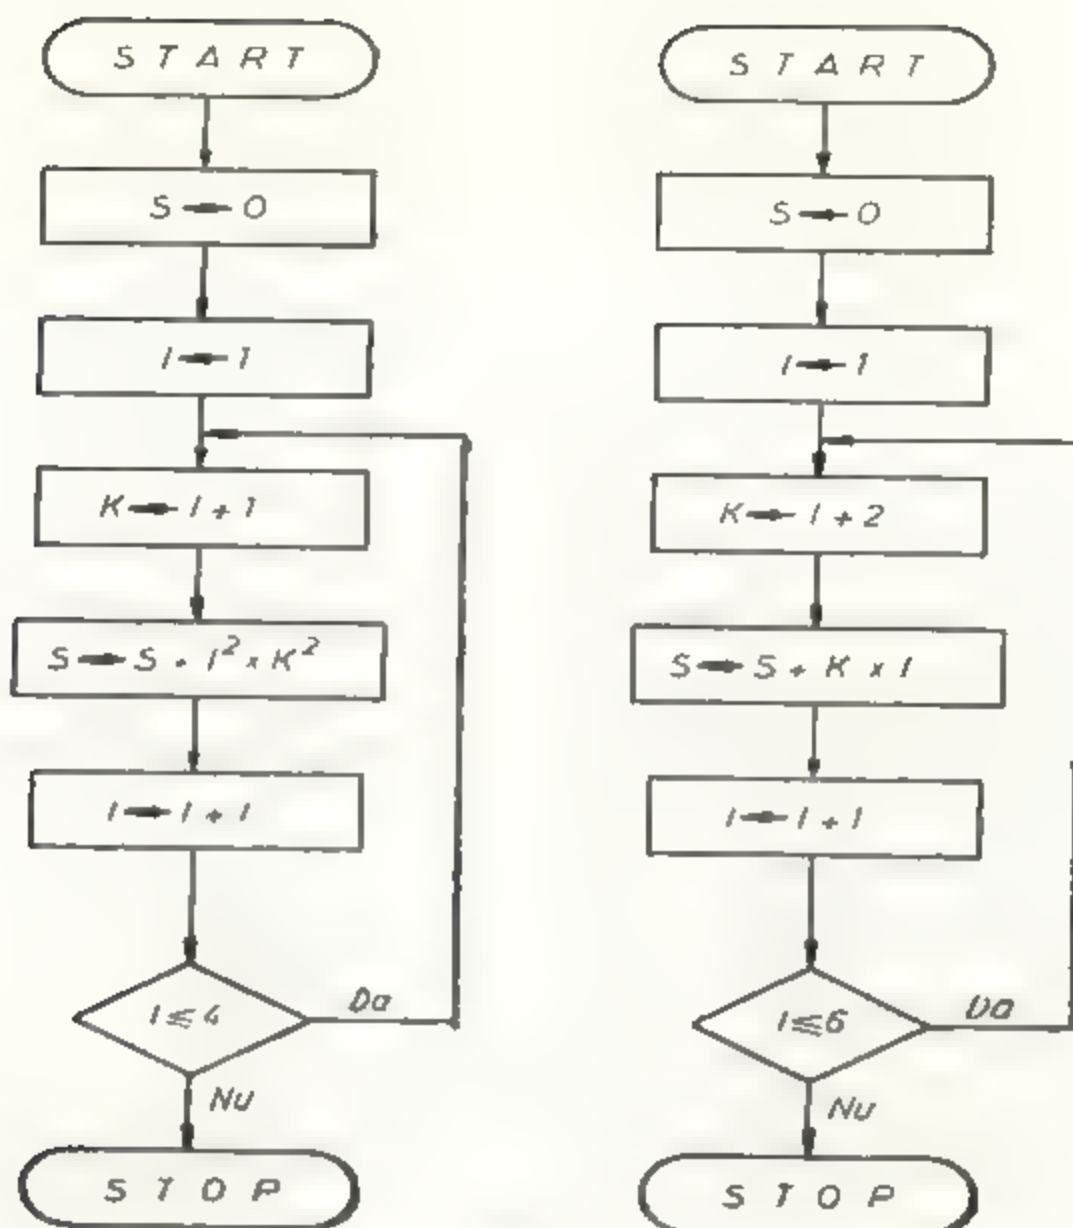 START
S ← 0
I ← 1
K ← I + 1
S ← S + I² × K²
I ← I + 1
I ≤ 4
Da
Nu
STOP
START
S ← 0
I ← 1
K ← I + 2
S ← S + K × I
I ← I + 1
I ≤ 6
Da
Nu
STOP